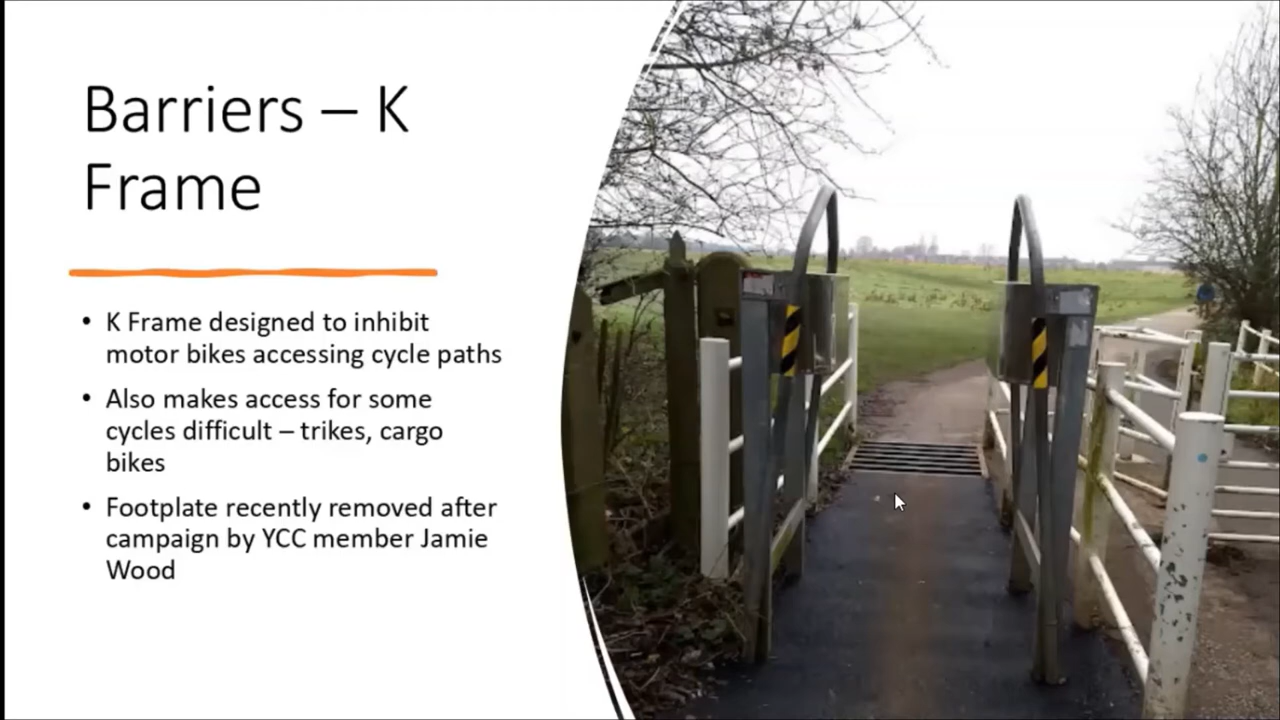 Barriers – K
Frame
• K Frame designed to inhibit
motor bikes accessing cycle paths
• Also makes access for some
cycles difficult – trikes, cargo
bikes
• Footplate recently removed after
campaign by YCC member Jamie
Wood